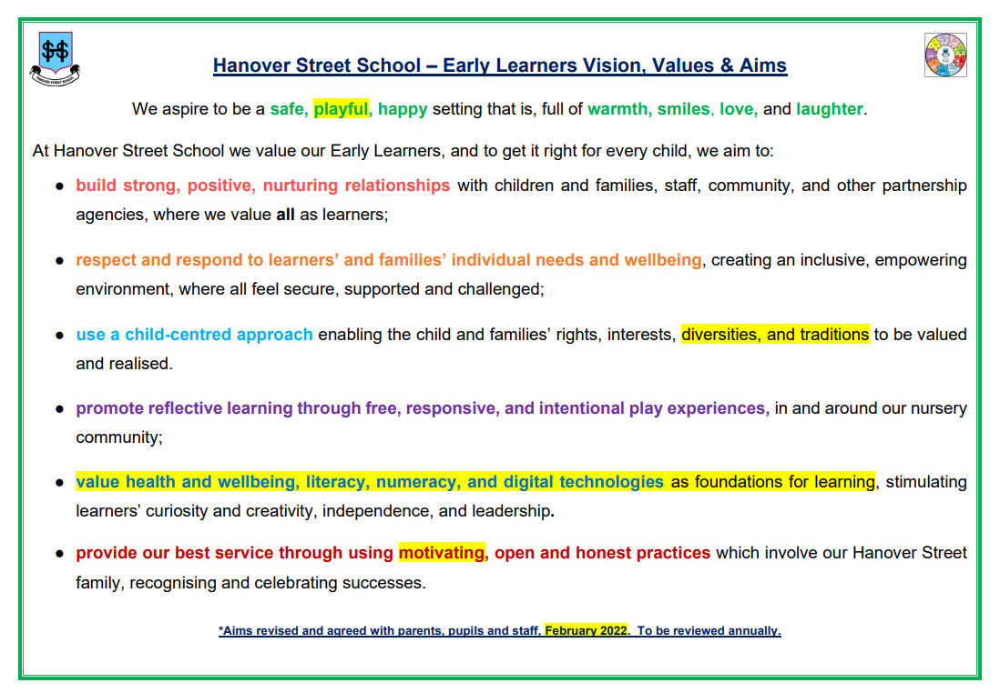 HANOVER STREET SCHOOL
Hanover Street School – Early Learners Vision, Values & Aims
We aspire to be a safe, playful, happy setting that is, full of warmth, smiles, love, and laughter.
At Hanover Street School we value our Early Learners, and to get it right for every child, we aim to:
● build strong, positive, nurturing relationships with children and families, staff, community, and other partnership
agencies, where we value all as learners;
● respect and respond to learners’ and families’ individual needs and wellbeing, creating an inclusive, empowering
environment, where all feel secure, supported and challenged;
● use a child-centred approach enabling the child and families’ rights, interests, diversities, and traditions to be valued
and realised.
● promote reflective learning through free, responsive, and intentional play experiences, in and around our nursery
community;
● value health and wellbeing, literacy, numeracy, and digital technologies as foundations for learning, stimulating
learners’ curiosity and creativity, independence, and leadership.
● provide our best service through using motivating, open and honest practices which involve our Hanover Street
family, recognising and celebrating successes.
*Aims revised and agreed with parents, pupils and staff, February 2022.  To be reviewed annually.